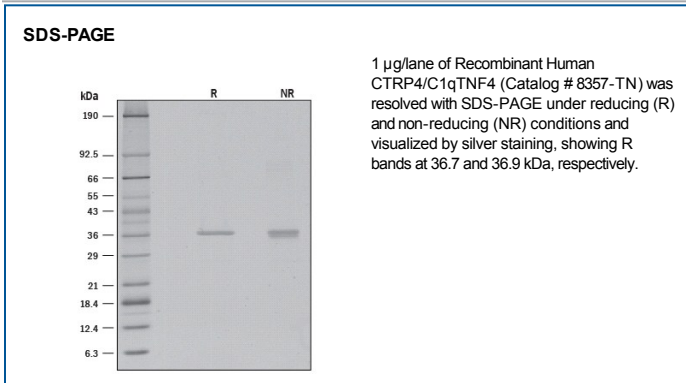 SDS-PAGE
1 µg/lane of Recombinant Human
CTRP4/C1qTNF4 (Catalog # 8357-TN) was
resolved with SDS-PAGE under reducing (R)
and non-reducing (NR) conditions and
visualized by silver staining, showing R
bands at 36.7 and 36.9 kDa, respectively.
kDa R NR
190
92.5
66
55
43
36
29
21
18.4
12.4
6.3